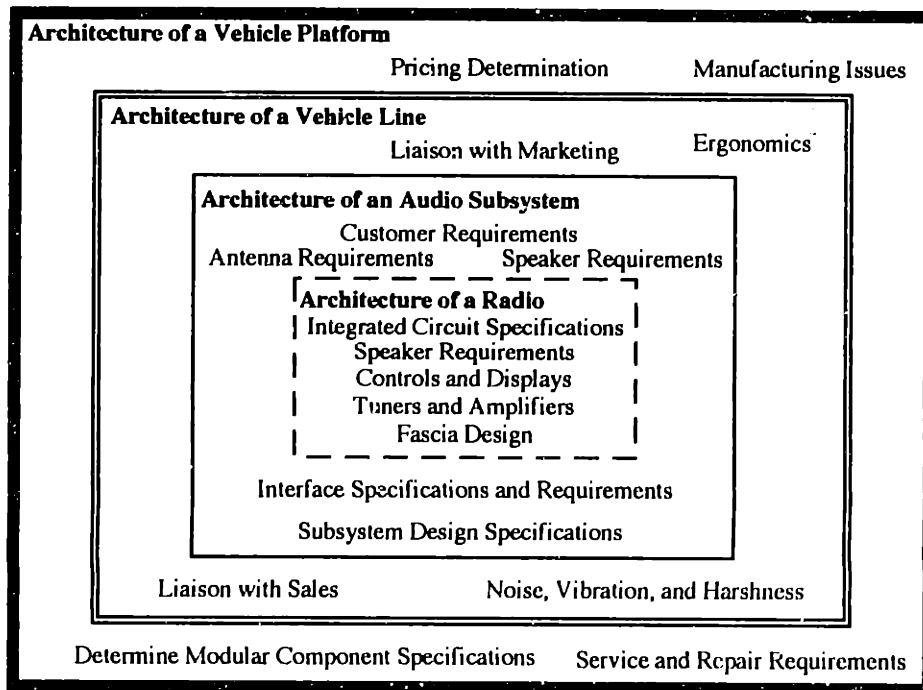 Architecture of a Vehicle Platform
Pricing Determination Manufacturing Issues
Architecture of a Vehicle Line
Liaison with Marketing Ergonomics
Architecture of an Audio Subsystem
Customer Requirements
Antenna Requirements Speaker Requirements
Architecture of a Radio
Integrated Circuit Specifications
Speaker Requirements
Controls and Displays
Tuners and Amplifiers
Fascia Design
Interface Specifications and Requirements
Subsystem Design Specifications
Liaison with Sales Noise, Vibration, and Harshness
Determine Modular Component Specifications Service and Repair Requirements